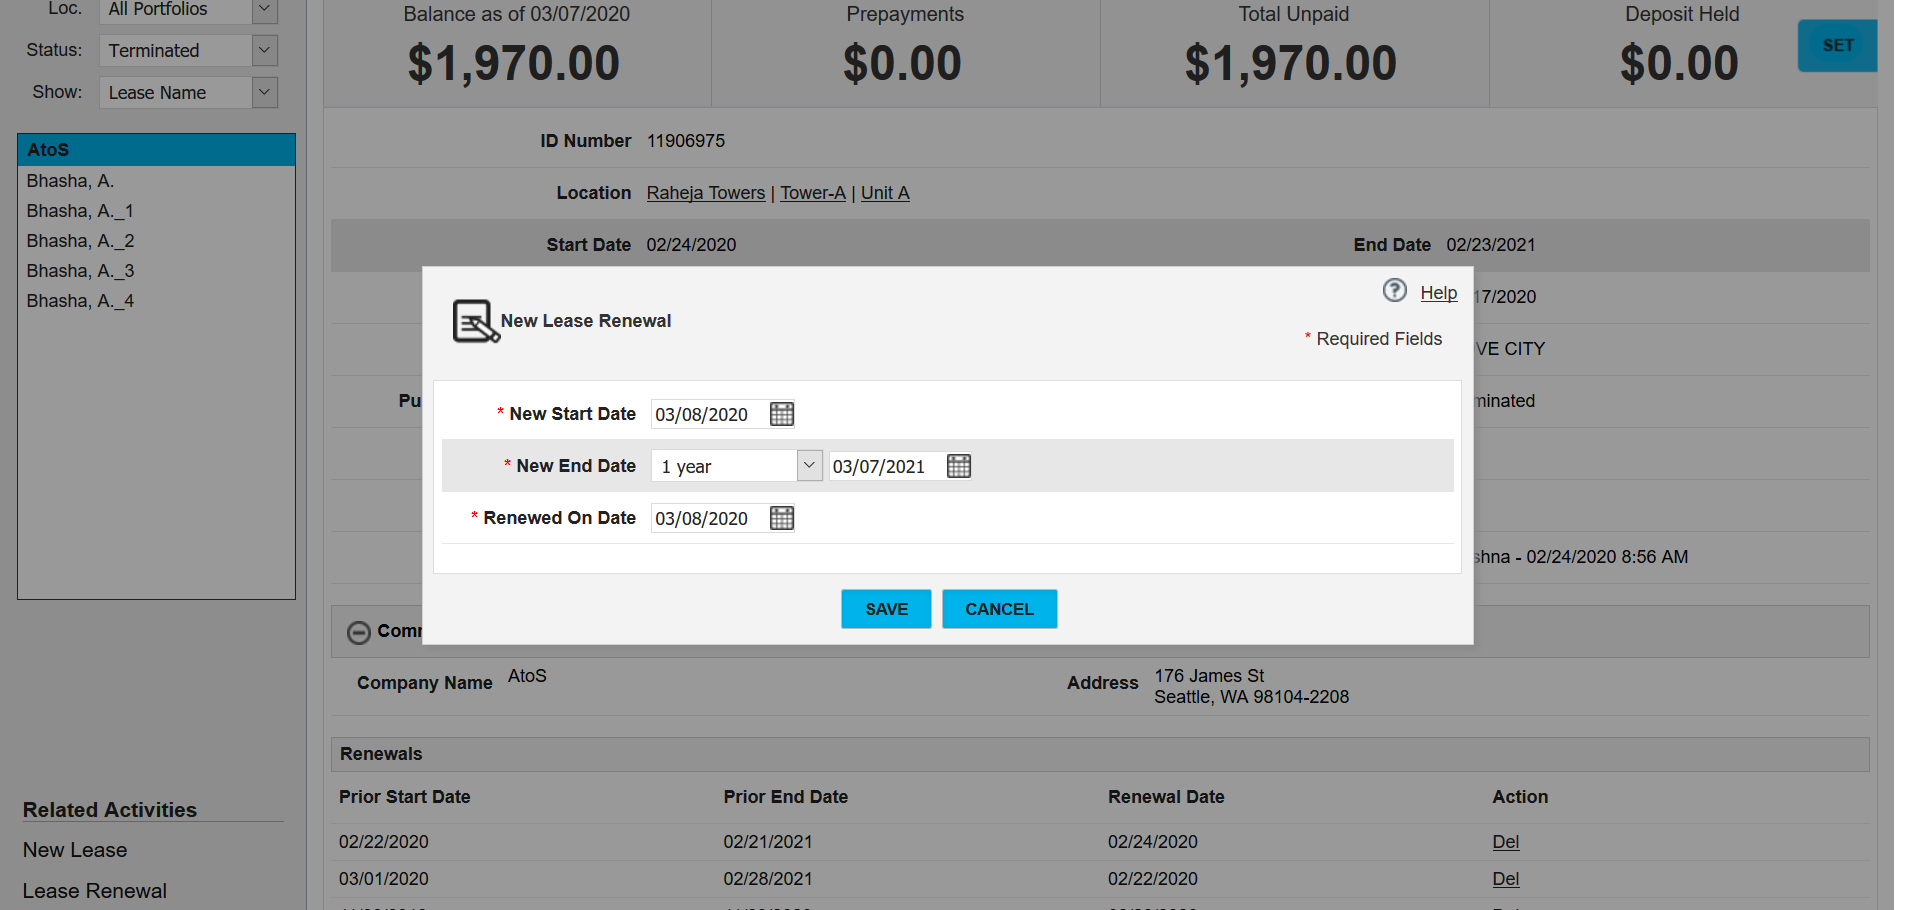 Loc. All Portfolios
Status: Terminated
Show: Lease Name
AtoS
Bhasha, A.
Bhasha, A._1
Bhasha, A._2
Bhasha, A._3
Bhasha, A._4
Related Activities
New Lease
Lease Renewal
Balance as of 03/07/2020 Prepayments Total Unpaid Deposit Held
$1,970.00 $0.00 $1,970.00 $0.00
SET
ID Number 11906975
Location Raheja Towers | Tower-A | Unit A
Start Date 02/24/2020 End Date 02/23/2021
17/2020
VE CITY
Pu minated
shna - 02/24/2020 8:56 AM
Help
New Lease Renewal
* Required Fields
* New Start Date 03/08/2020
* New End Date 1 year 03/07/2021
* Renewed On Date 03/08/2020
SAVE CANCEL
Com
Company Name AtoS Address 176 James St
Seattle, WA 98104-2208
Renewals
Prior Start Date Prior End Date Renewal Date Action
02/22/2020 02/21/2021 02/24/2020 Del
03/01/2020 02/28/2021 02/22/2020 Del